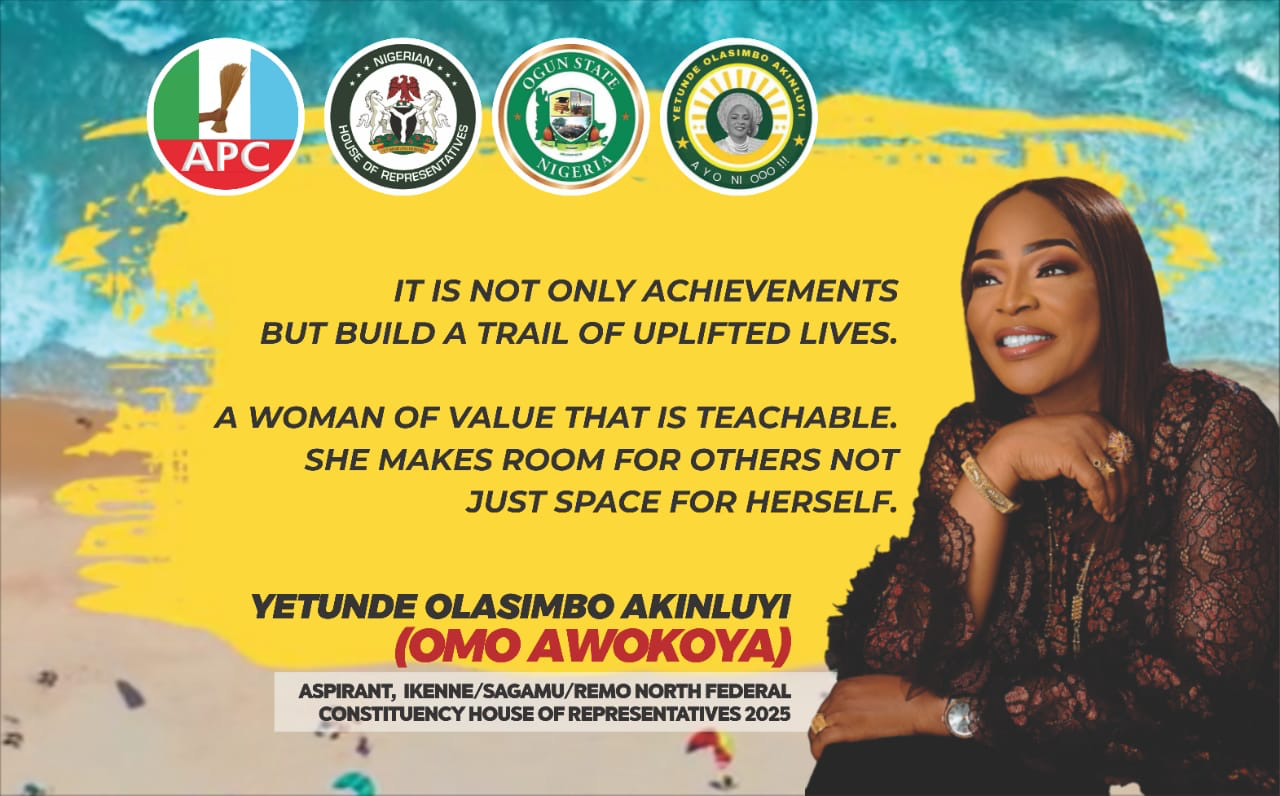 APC
NIGERIAN
HOUSE OF REPRESENTATIVES
OGUN STATE
NIGERIA
YETUNDE OLASIMBO AKINLUYI
AYO NI OOO !!!
IT IS NOT ONLY ACHIEVEMENTS
BUT BUILD A TRAIL OF UPLIFTED LIVES.
A WOMAN OF VALUE THAT IS TEACHABLE.
SHE MAKES ROOM FOR OTHERS NOT
JUST SPACE FOR HERSELF.
YETUNDE OLASIMBO AKINLUYI
(OMO AWOKOYA)
ASPIRANT, IKENNE/SAGAMU/REMO NORTH FEDERAL
CONSTITUENCY HOUSE OF REPRESENTATIVES 2025